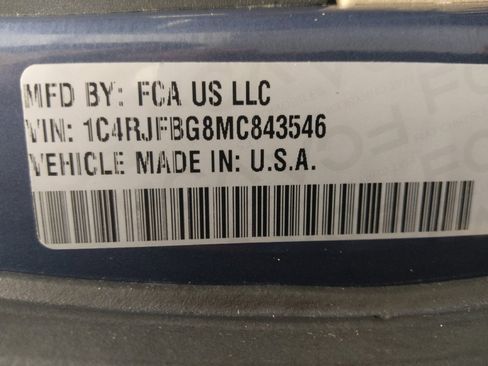 MFD BY: FCA US LLC
VIN: 1C4RJFBG8MC843546
VEHICLE MADE IN: U.S.A.